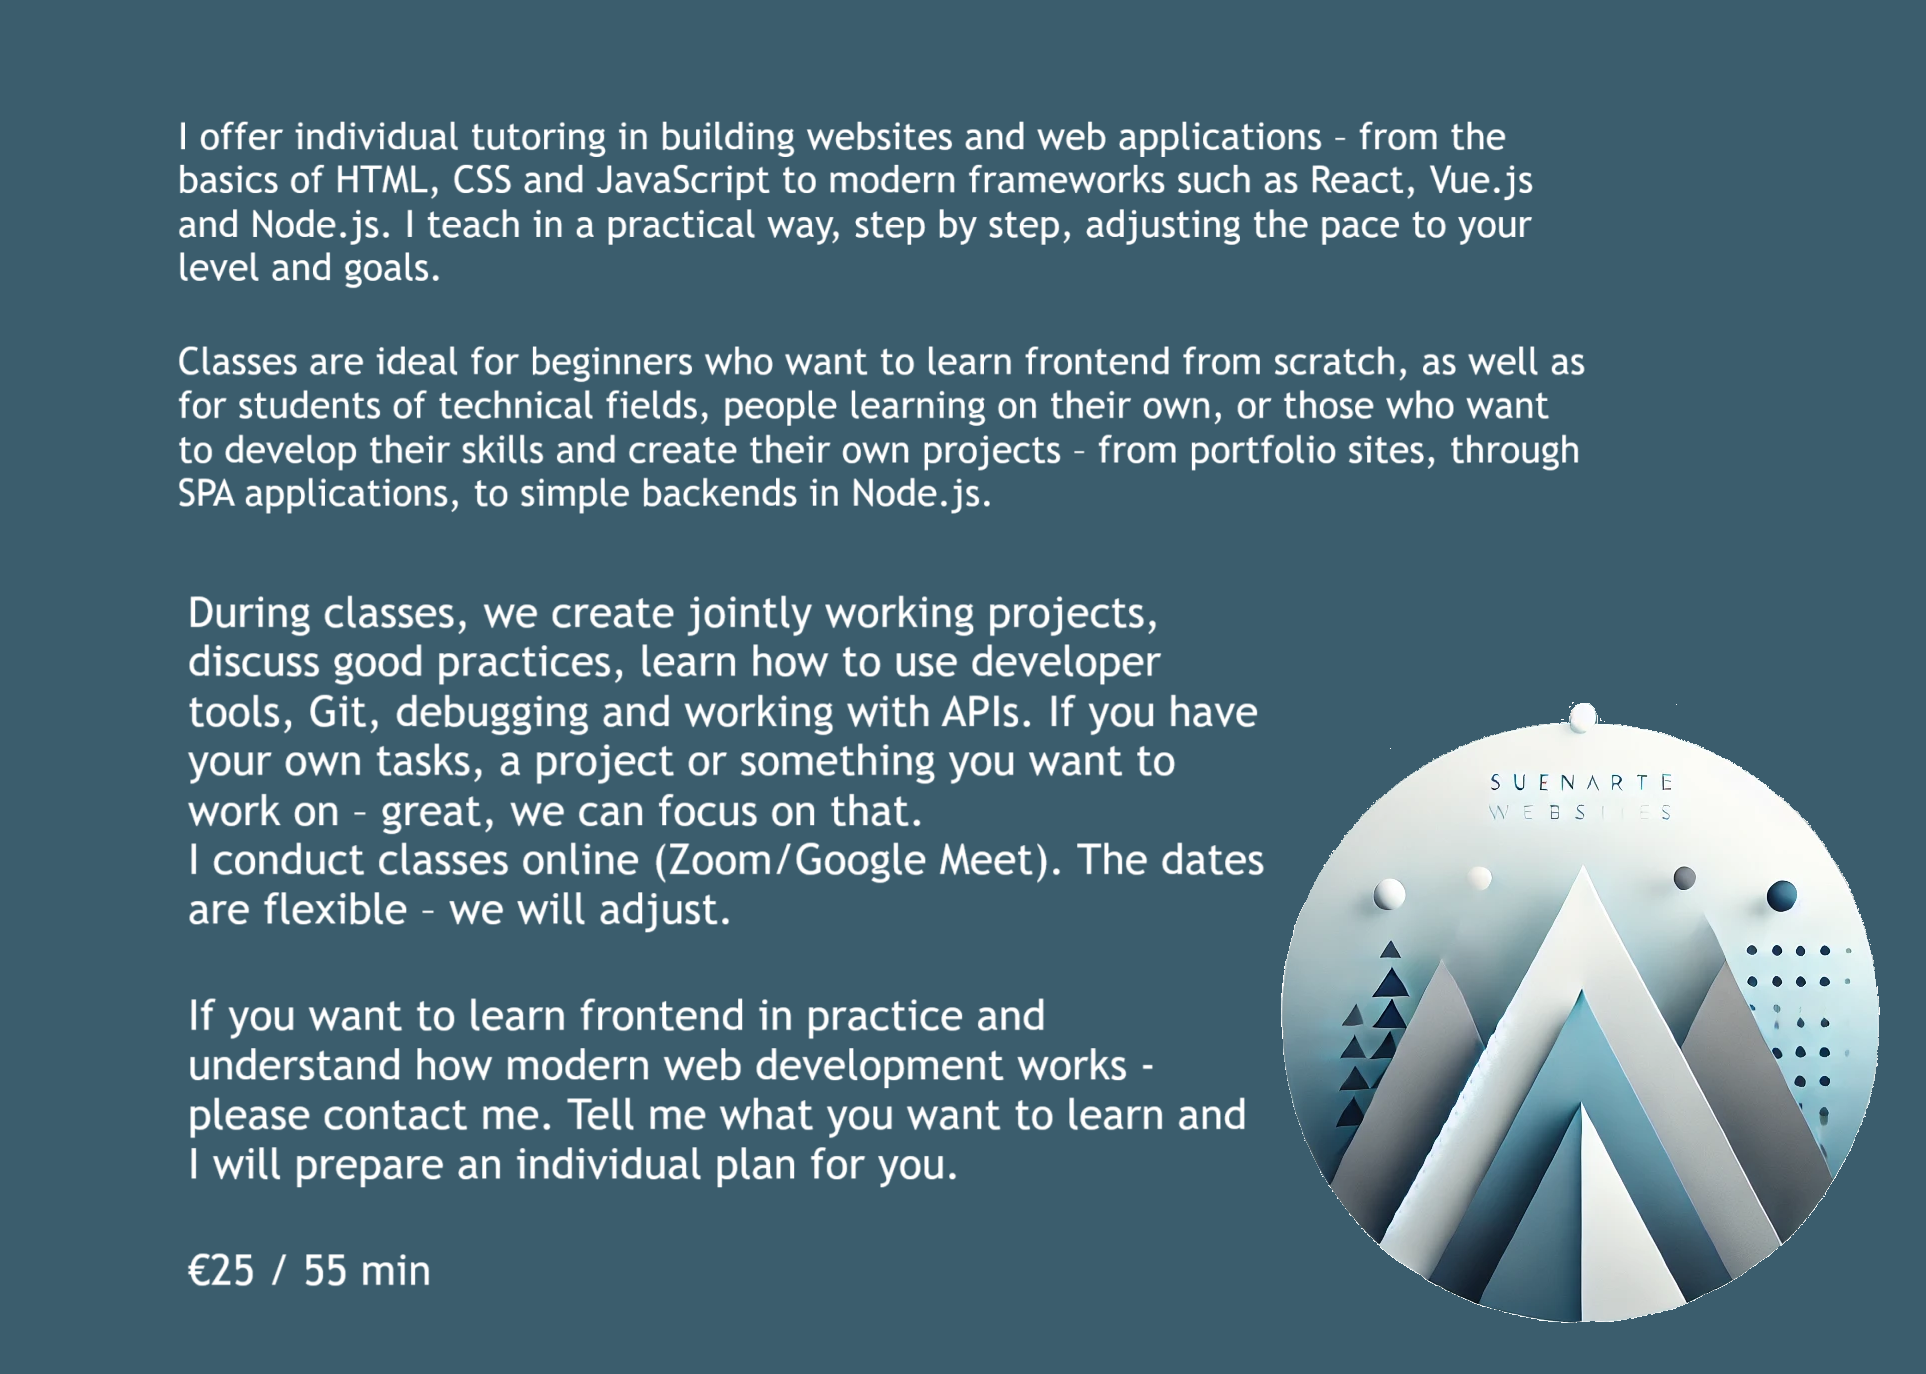 I offer individual tutoring in building websites and web applications – from the
basics of HTML, CSS and JavaScript to modern frameworks such as React, Vue.js
and Node.js. I teach in a practical way, step by step, adjusting the pace to your
level and goals.
Classes are ideal for beginners who want to learn frontend from scratch, as well as
for students of technical fields, people learning on their own, or those who want
to develop their skills and create their own projects – from portfolio sites, through
SPA applications, to simple backends in Node.js.
During classes, we create jointly working projects,
discuss good practices, learn how to use developer
tools, Git, debugging and working with APIs. If you have
your own tasks, a project or something you want to
work on – great, we can focus on that.
I conduct classes online (Zoom/Google Meet). The dates
are flexible – we will adjust.
If you want to learn frontend in practice and
understand how modern web development works -
please contact me. Tell me what you want to learn and
I will prepare an individual plan for you.
€25 / 55 min
SUENARTE
WEBSITES